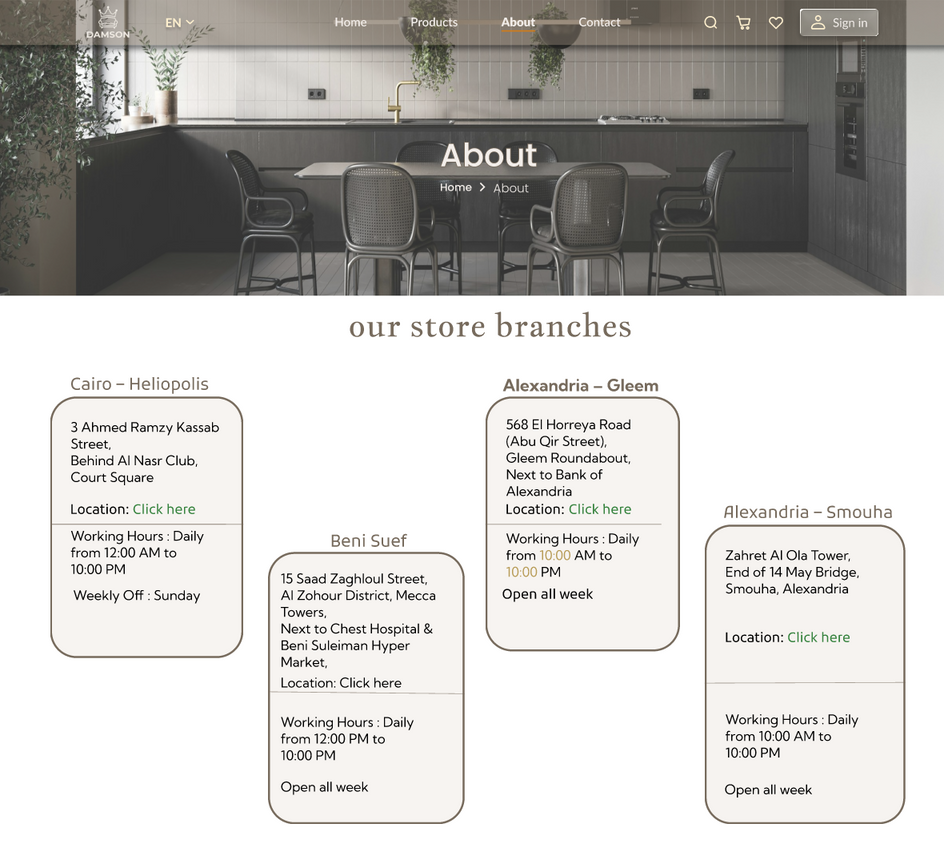 DAMSON
EN
Home
Products
About
Contact
Sign in
About
Home > About
our store branches
Cairo – Heliopolis
3 Ahmed Ramzy Kassab
Street,
Behind Al Nasr Club,
Court Square
Location: Click here
Working Hours : Daily
from 12:00 AM to
10:00 PM
Weekly Off : Sunday
Beni Suef
15 Saad Zaghloul Street,
Al Zohour District, Mecca
Towers,
Next to Chest Hospital &
Beni Suleiman Hyper
Market,
Location: Click here
Working Hours : Daily
from 12:00 PM to
10:00 PM
Open all week
Alexandria – Gleem
568 El Horreya Road
(Abu Qir Street),
Gleem Roundabout,
Next to Bank of
Alexandria
Location: Click here
Working Hours : Daily
from 10:00 AM to
10:00 PM
Open all week
Alexandria – Smouha
Zahret Al Ola Tower,
End of 14 May Bridge,
Smouha, Alexandria
Location: Click here
Working Hours : Daily
from 10:00 AM to
10:00 PM
Open all week